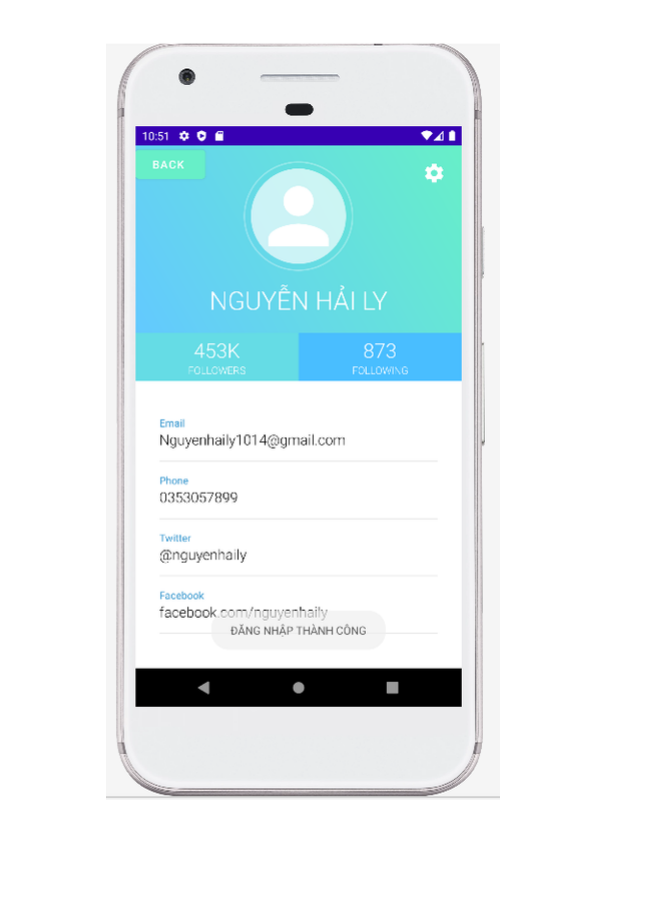 10:51
BACK
NGUYỄN HẢI LY
453K
FOLLOWERS
873
FOLLOWING
Email
Nguyenhaily1014@gmail.com
Phone
0353057899
Twitter
@nguyenhaily
Facebook
facebook.com/nguyenhaily
ĐĂNG NHẬP THÀNH CÔNG